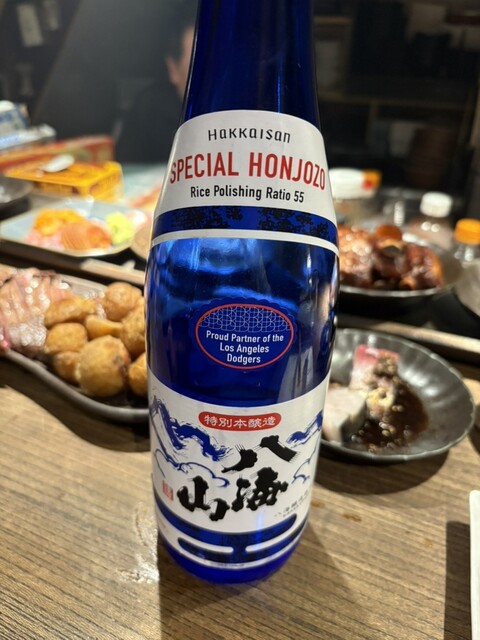 Hakkaisan
SPECIAL HONJOZO
Rice Polishing Ratio 55
Proud Partner of the
Los Angeles
Dodgers
特別本醸造
八海山